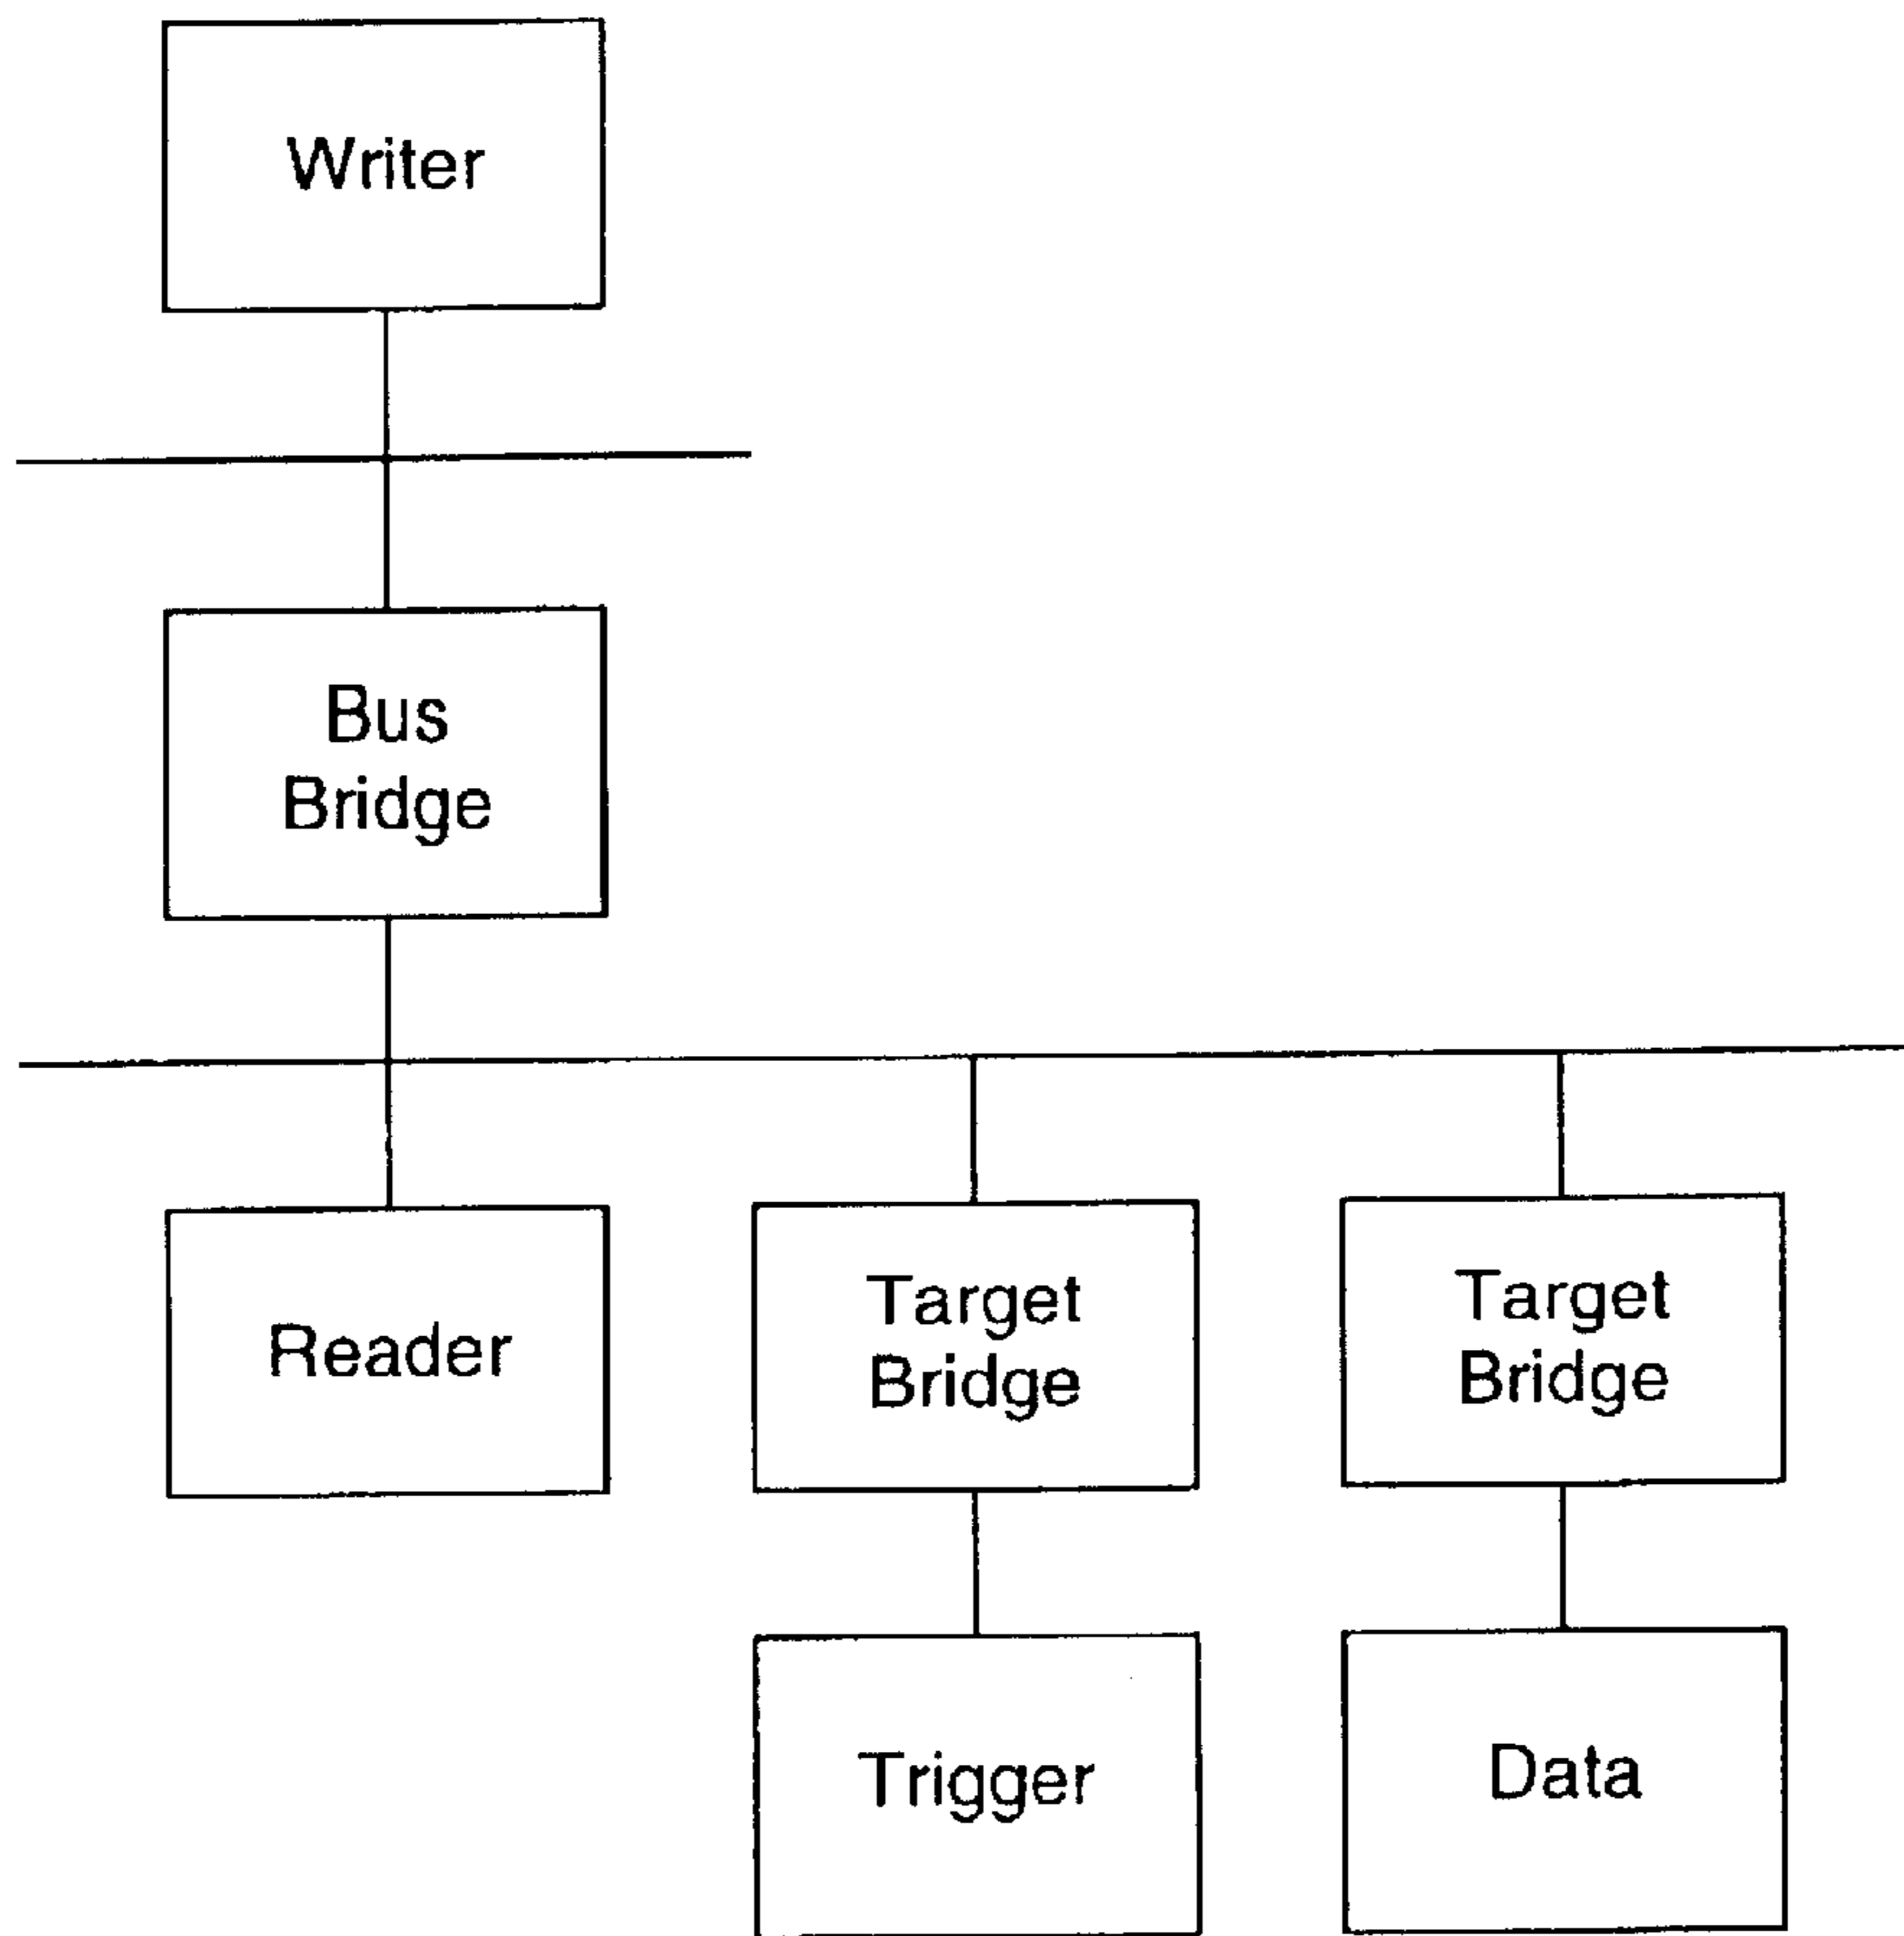 Writer
Bus
Bridge
Reader
Target
Bridge
Target
Bridge
Trigger
Data